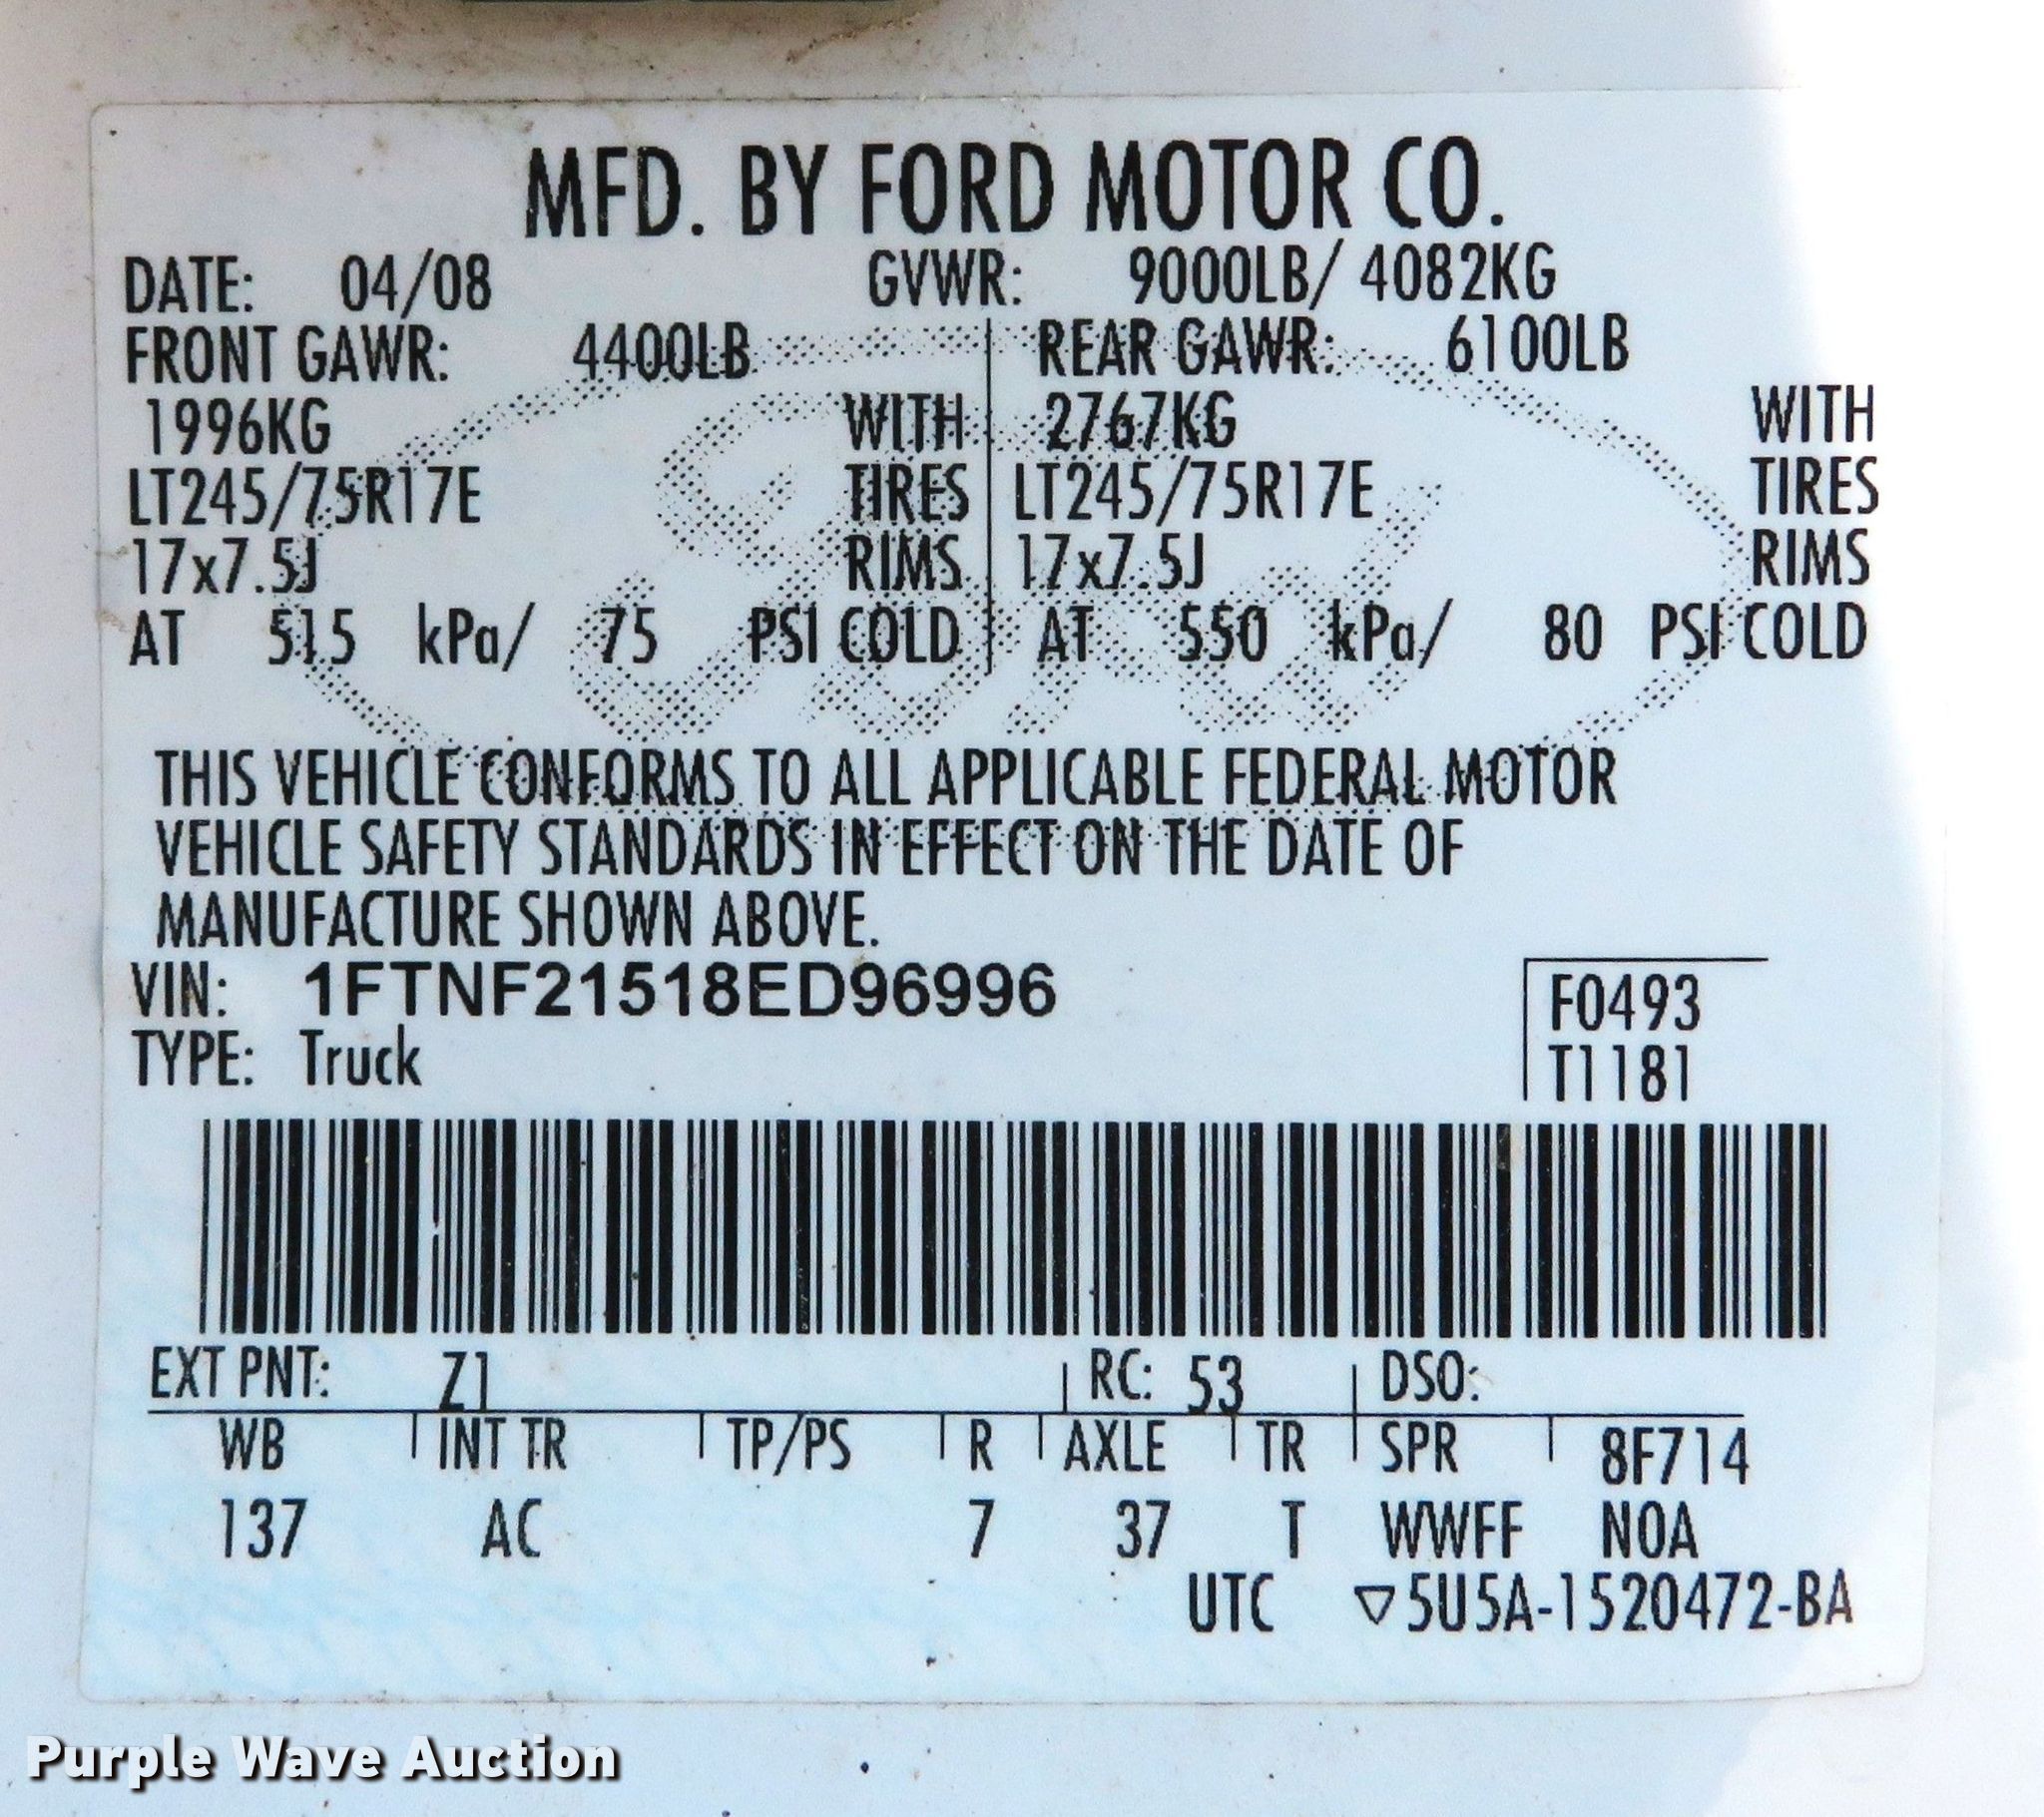 MFD. BY FORD MOTOR CO.
DATE: 04/08 GVWR: 9000LB/ 4082KG
FRONT GAWR: 4400LB REAR GAWR: 6100LB
1996KG WITH 2767KG WITH
LT245/75R17E TIRES LT245/75R17E TIRES
17x7.5J RIMS 17x7.5J RIMS
AT 515 kPa/ 75 PSI COLD AT 550 kPa/ 80 PSI COLD
THIS VEHICLE CONFORMS TO ALL APPLICABLE FEDERAL MOTOR
VEHICLE SAFETY STANDARDS IN EFFECT ON THE DATE OF
MANUFACTURE SHOWN ABOVE.
VIN: 1FTNF21518ED96996 F0493
TYPE: Truck T1181
EXT PNT: Z1 RC: 53 DSO:
WB INT TR TP/PS R AXLE TR SPR 8F714
137 AC 7 37 T WWFF NOA
UTC ▽5U5A-1520472-BA
Purple Wave Auction